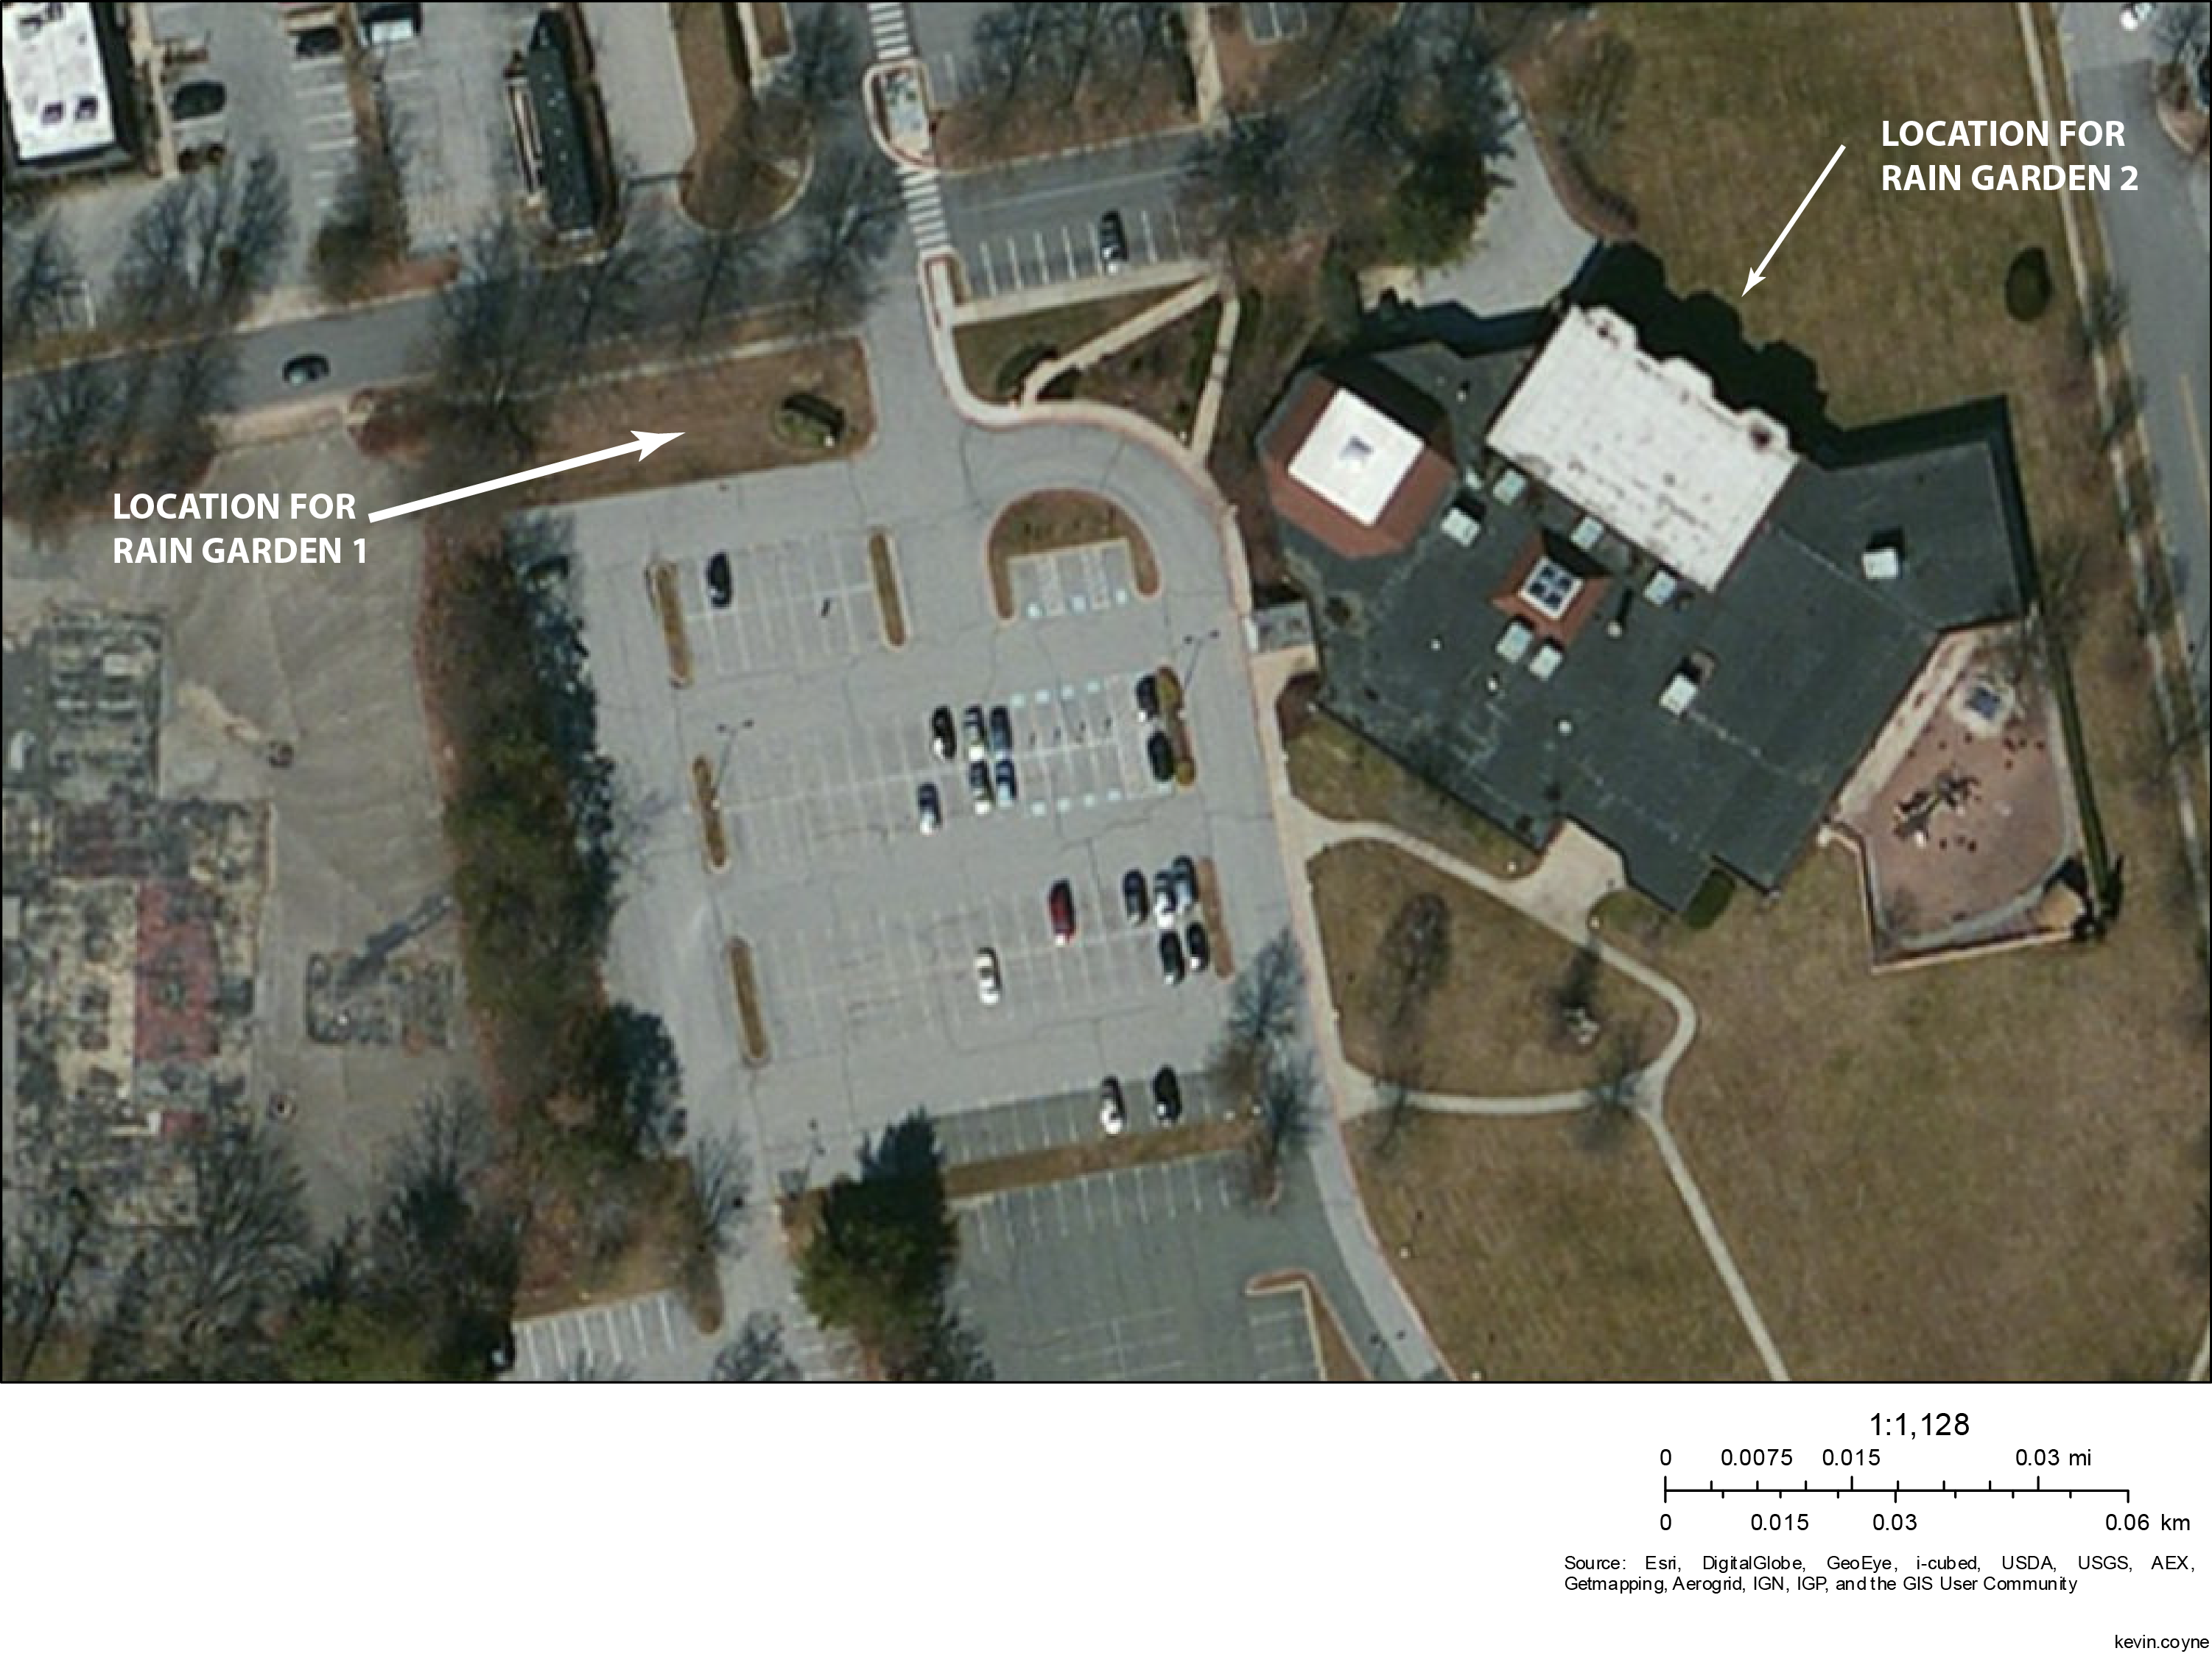 LOCATION FOR
RAIN GARDEN 2
LOCATION FOR
RAIN GARDEN 1
1:1,128
0 0.0075 0.015 0.03 mi
0 0.015 0.03 0.06 km
Source: Esri, DigitalGlobe, GeoEye, i-cubed, USDA, USGS, AEX,
Getmapping, Aerogrid, IGN, IGP, and the GIS User Community
kevin.coyne